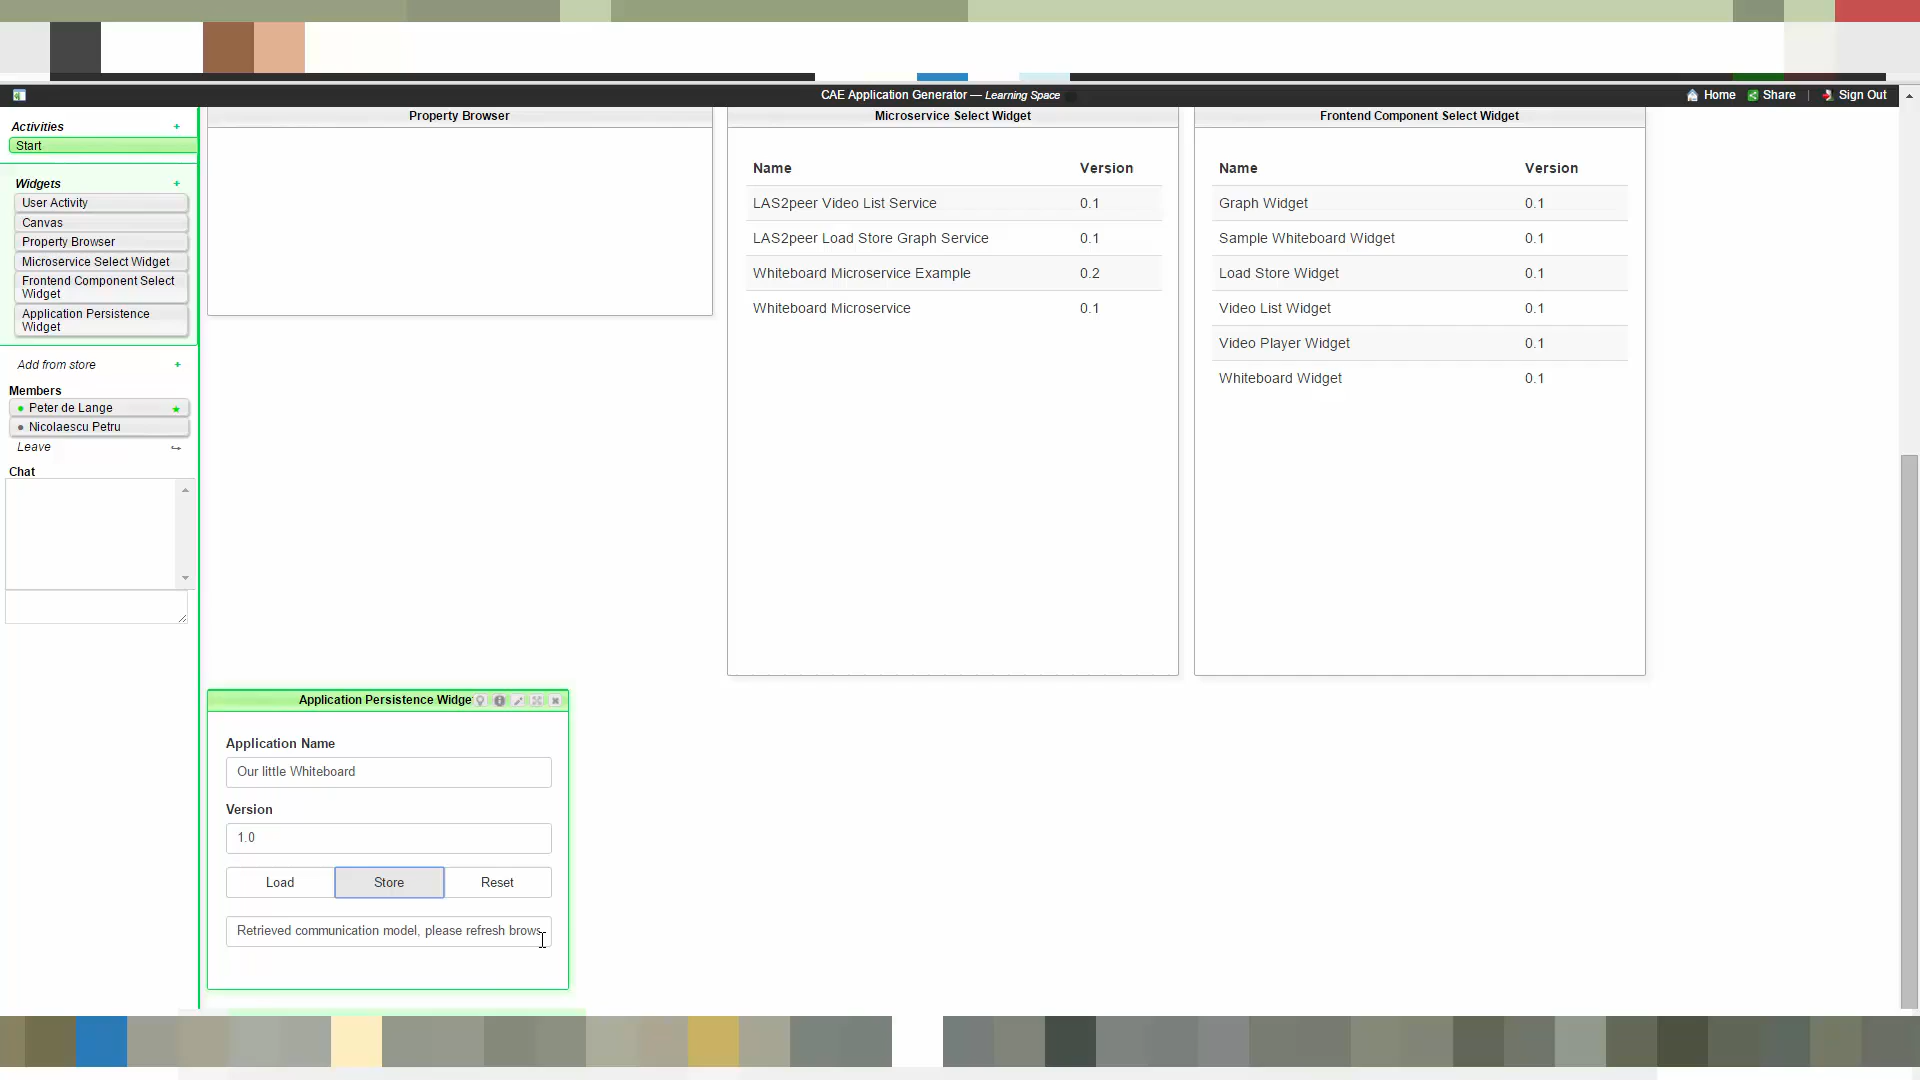 CAE Application Generator — Learning Space
Home
Share
Sign Out
Activities
Start
Widgets
User Activity
Canvas
Property Browser
Microservice Select Widget
Frontend Component Select
Widget
Application Persistence
Widget
Add from store
Members
Peter de Lange
Nicolaescu Petru
Leave
Chat
Property Browser
Microservice Select Widget
Name Version
LAS2peer Video List Service 0.1
LAS2peer Load Store Graph Service 0.1
Whiteboard Microservice Example 0.2
Whiteboard Microservice 0.1
Frontend Component Select Widget
Name Version
Graph Widget 0.1
Sample Whiteboard Widget 0.1
Load Store Widget 0.1
Video List Widget 0.1
Video Player Widget 0.1
Whiteboard Widget 0.1
Application Persistence Widge
Application Name
Our little Whiteboard
Version
1.0
Load Store Reset
Retrieved communication model, please refresh brows